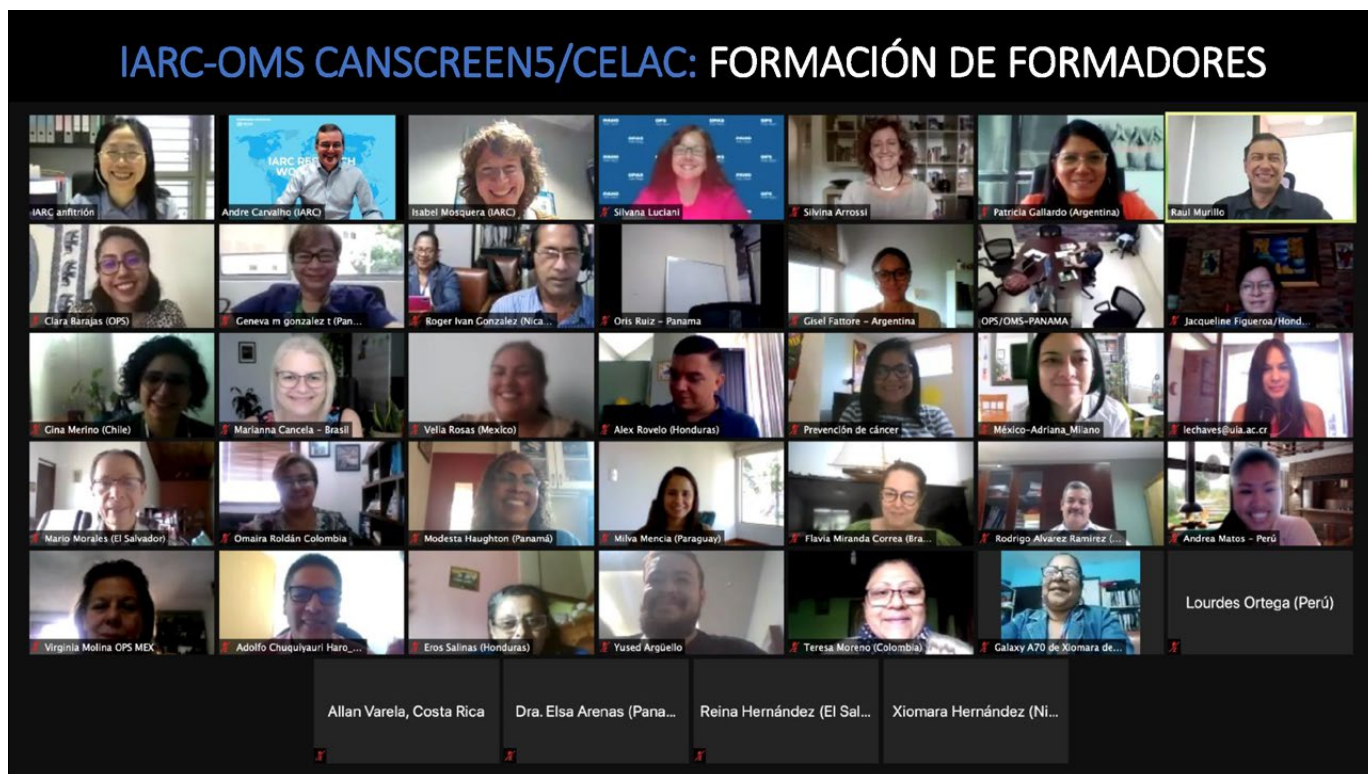 IARC-OMS CANSCREEN5/CELAC: FORMACIÓN DE FORMADORES
IARC anfitrión
Andre Carvalho (IARC)
Isabel Mosquera (IARC)
Silvana Luciani
Silvina Arrossi
Patricia Gallardo (Argentina)
Raul Murillo
Clara Barajas (OPS)
Geneva m gonzalez t (Pan...
Roger Ivan Gonzalez (Nica...
Oris Ruiz – Panama
Gisel Fattore – Argentina
OPS/OMS-PANAMA
Jacqueline Figueroa/Hond...
Gina Merino (Chile)
Marianna Cancela – Brasil
Velia Rosas (Mexico)
Alex Rovelo (Honduras)
Prevención de cáncer
México-Adriana_Milano
lechaves@uia.ac.cr
Mario Morales (El Salvador)
Omaira Roldán Colombia
Modesta Haughton (Panamá)
Milva Mencia (Paraguay)
Flavia Miranda Correa (Bra...
Rodrigo Alvarez Ramirez (...
Andrea Matos – Perú
Virginia Molina OPS MEX
Adolfo Chuquiyauri Haro_...
Eros Salinas (Honduras)
Yused Argüello
Teresa Moreno (Colombia)
Galaxy A70 de Xiomara de...
Lourdes Ortega (Perú)
Allan Varela, Costa Rica
Dra. Elsa Arenas (Pana...
Reina Hernández (El Sal...
Xiomara Hernández (Ni...